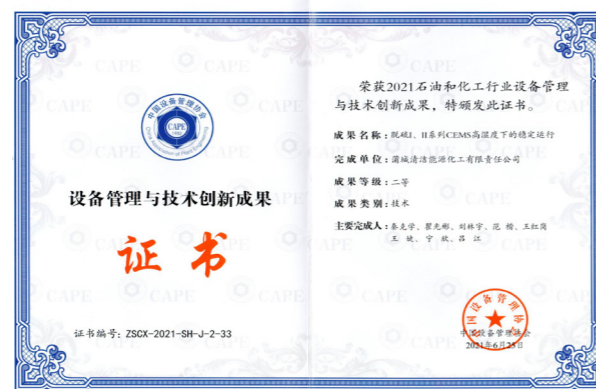 中国设备管理协会
CAPE
China Association of Plant Engineering
设备管理与技术创新成果
证书
证书编号: ZSCX-2021-SH-J-2-33
荣获2021石油和化工行业设备管理
与技术创新成果，特颁发此证书。
成果名称：脱硫I、II系列CEMS高湿度下的稳定运行
完成单位：蒲城清洁能源化工有限责任公司
成果等级：二等
成果类别：技术
主要完成人：秦克学、翟光彬、刘林宇、范 楷、王红岗
宁 欣、吕 江
中国设备管理协会
2021年6月25日